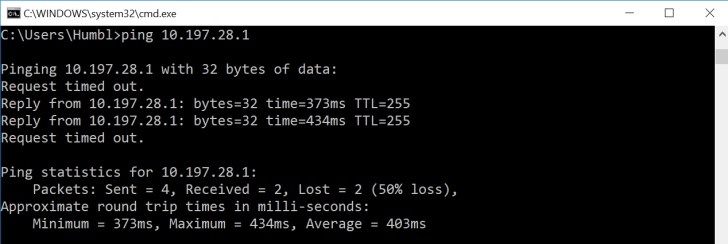 C:\WINDOWS\system32\cmd.exe
C:\Users\Humbl>ping 10.197.28.1
Pinging 10.197.28.1 with 32 bytes of data:
Request timed out.
Reply from 10.197.28.1: bytes=32 time=373ms TTL=255
Reply from 10.197.28.1: bytes=32 time=434ms TTL=255
Request timed out.
Ping statistics for 10.197.28.1:
    Packets: Sent = 4, Received = 2, Lost = 2 (50% loss),
Approximate round trip times in milli-seconds:
    Minimum = 373ms, Maximum = 434ms, Average = 403ms